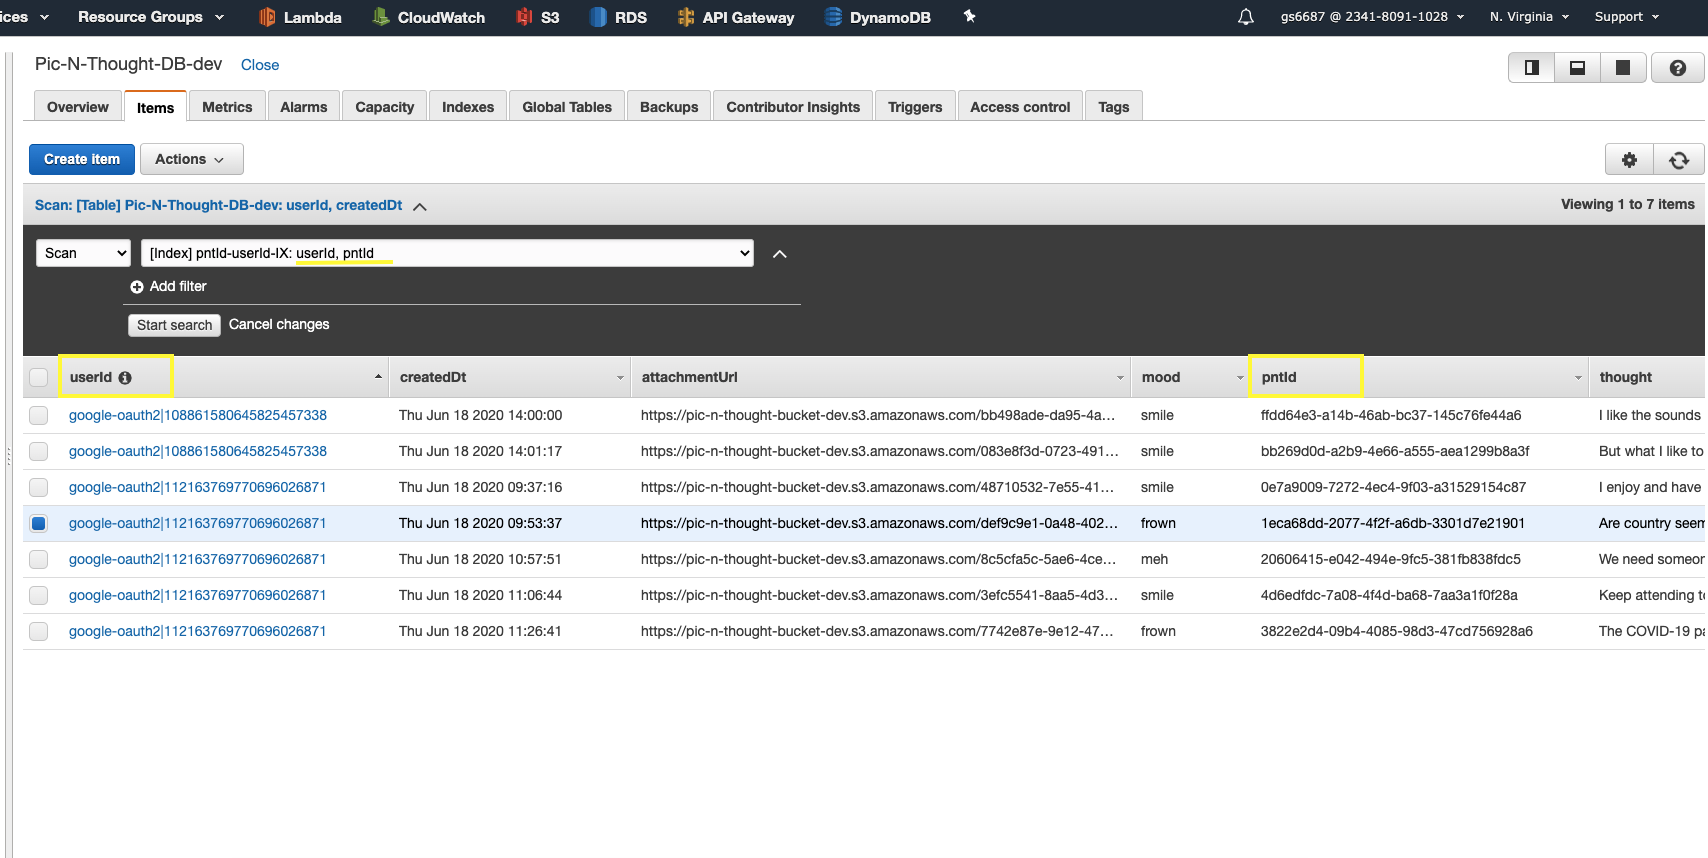 ices Resource Groups Lambda CloudWatch S3 RDS API Gateway DynamoDB gs6687 @ 2341-8091-1028 N. Virginia Support
Pic-N-Thought-DB-dev Close
Overview Items Metrics Alarms Capacity Indexes Global Tables Backups Contributor Insights Triggers Access control Tags
Create item Actions
Scan: [Table] Pic-N-Thought-DB-dev: userId, createdDt Viewing 1 to 7 items
Scan [Index] pntId-userId-IX: userId, pntId
Add filter
Start search Cancel changes
userId createdDt attachmentUrl mood pntId thought
google-oauth2|108861580645825457338 Thu Jun 18 2020 14:00:00 https://pic-n-thought-bucket-dev.s3.amazonaws.com/bb498ade-da95-4a… smile ffdd64e3-a14b-46ab-bc37-145c76fe44a6 I like the sounds
google-oauth2|108861580645825457338 Thu Jun 18 2020 14:01:17 https://pic-n-thought-bucket-dev.s3.amazonaws.com/083e8f3d-0723-491… smile bb269d0d-a2b9-4e66-a555-aea1299b8a3f But what I like to
google-oauth2|112163769770696026871 Thu Jun 18 2020 09:37:16 https://pic-n-thought-bucket-dev.s3.amazonaws.com/48710532-7e55-41… smile 0e7a9009-7272-4ec4-9f03-a31529154c87 I enjoy and have
google-oauth2|112163769770696026871 Thu Jun 18 2020 09:53:37 https://pic-n-thought-bucket-dev.s3.amazonaws.com/def9c9e1-0a48-402… frown 1eca68dd-2077-4f2f-a6db-3301d7e21901 Are country seem
google-oauth2|112163769770696026871 Thu Jun 18 2020 10:57:51 https://pic-n-thought-bucket-dev.s3.amazonaws.com/8c5cfa5c-5ae6-4ce… meh 20606415-e042-494e-9fc5-381fb838fdc5 We need someon
google-oauth2|112163769770696026871 Thu Jun 18 2020 11:06:44 https://pic-n-thought-bucket-dev.s3.amazonaws.com/3efc5541-8aa5-4d3… smile 4d6edfdc-7a08-4f4d-ba68-7aa3a1f0f28a Keep attending to
google-oauth2|112163769770696026871 Thu Jun 18 2020 11:26:41 https://pic-n-thought-bucket-dev.s3.amazonaws.com/7742e87e-9e12-47… frown 3822e2d4-09b4-4085-98d3-47cd756928a6 The COVID-19 pa